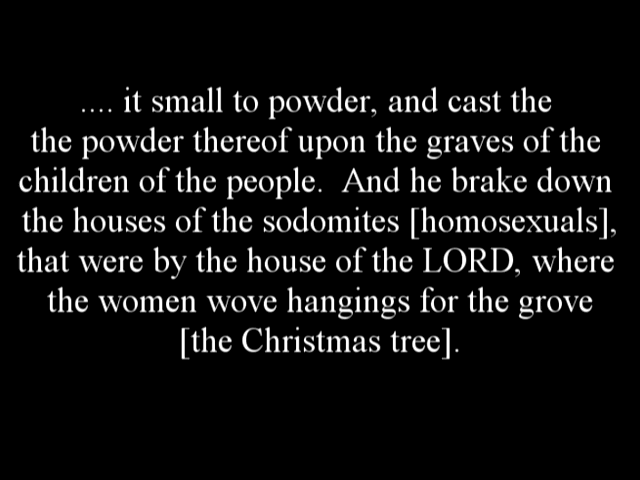 .... it small to powder, and cast the
the powder thereof upon the graves of the
children of the people.  And he brake down
the houses of the sodomites [homosexuals],
that were by the house of the LORD, where
the women wove hangings for the grove
[the Christmas tree].